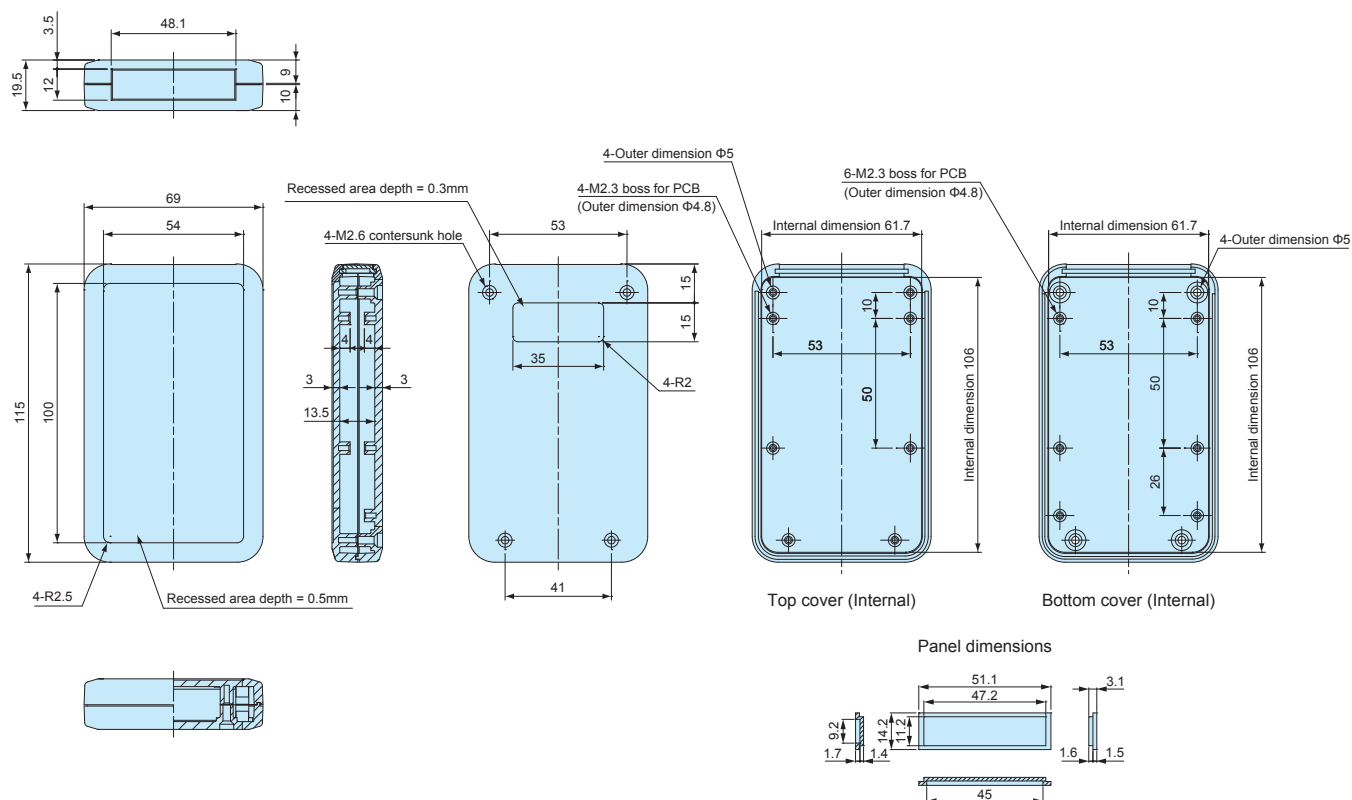 48.1
3.5
19.5
12
9
10
69
54
115
100
4-R2.5
Recessed area depth = 0.5mm
Recessed area depth = 0.3mm
4-M2.6 contersunk hole
4
4
3
3
13.5
53
15
15
35
4-R2
41
4-Outer dimension Φ5
4-M2.3 boss for PCB
(Outer dimension Φ4.8)
Internal dimension 61.7
10
53
50
Internal dimension 106
Top cover (Internal)
6-M2.3 boss for PCB
(Outer dimension Φ4.8)
Internal dimension 61.7
4-Outer dimension Φ5
10
53
50
26
Internal dimension 106
Bottom cover (Internal)
Panel dimensions
51.1
47.2
3.1
9.2
14.2
11.2
1.7
1.4
1.6
1.5
45